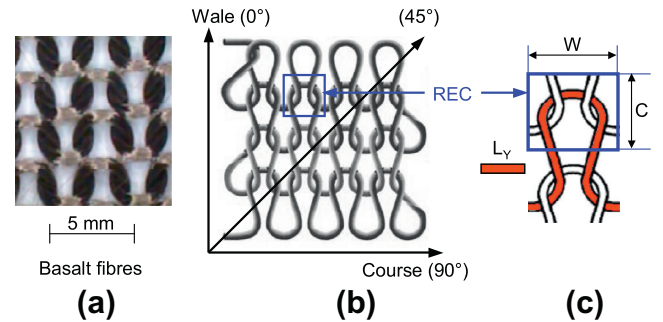 Wale (0°)
(45°)
W
REC
C
L_Y
5 mm
Basalt fibres
Course (90°)
(a)
(b)
(c)